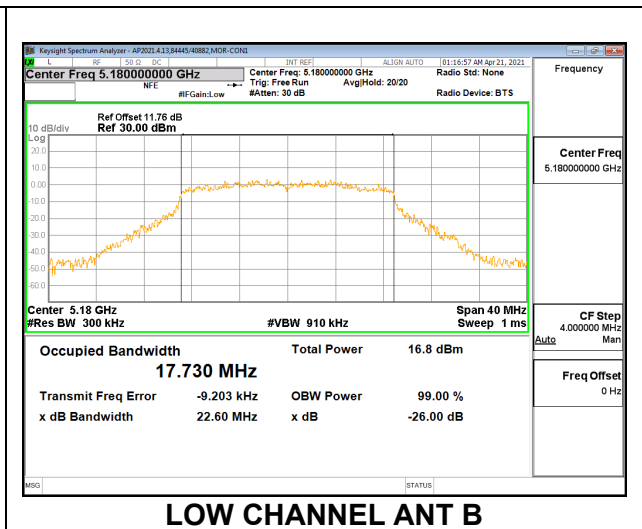 Keysight Spectrum Analyzer - AP2021.4.13,84445/40882,MOR-CON1
L RF 50 Ω DC INT REF ALIGN AUTO 01:16:57 AM Apr 21, 2021
Center Freq 5.180000000 GHz Center Freq: 5.180000000 GHz Radio Std: None Frequency
NFE Trig: Free Run Avg|Hold: 20/20
#IFGain:Low #Atten: 30 dB Radio Device: BTS
Ref Offset 11.76 dB
10 dB/div Ref 30.00 dBm
Log
20.0
10.0
0.00
-10.0
-20.0
-30.0
-40.0
-50.0
-60.0
Center 5.18 GHz Span 40 MHz
#Res BW 300 kHz #VBW 910 kHz Sweep 1 ms
Occupied Bandwidth Total Power 16.8 dBm
17.730 MHz
Transmit Freq Error -9.203 kHz OBW Power 99.00 %
x dB Bandwidth 22.60 MHz x dB -26.00 dB
Center Freq
5.180000000 GHz
CF Step
4.000000 MHz
Auto Man
Freq Offset
0 Hz
MSG STATUS
LOW CHANNEL ANT B